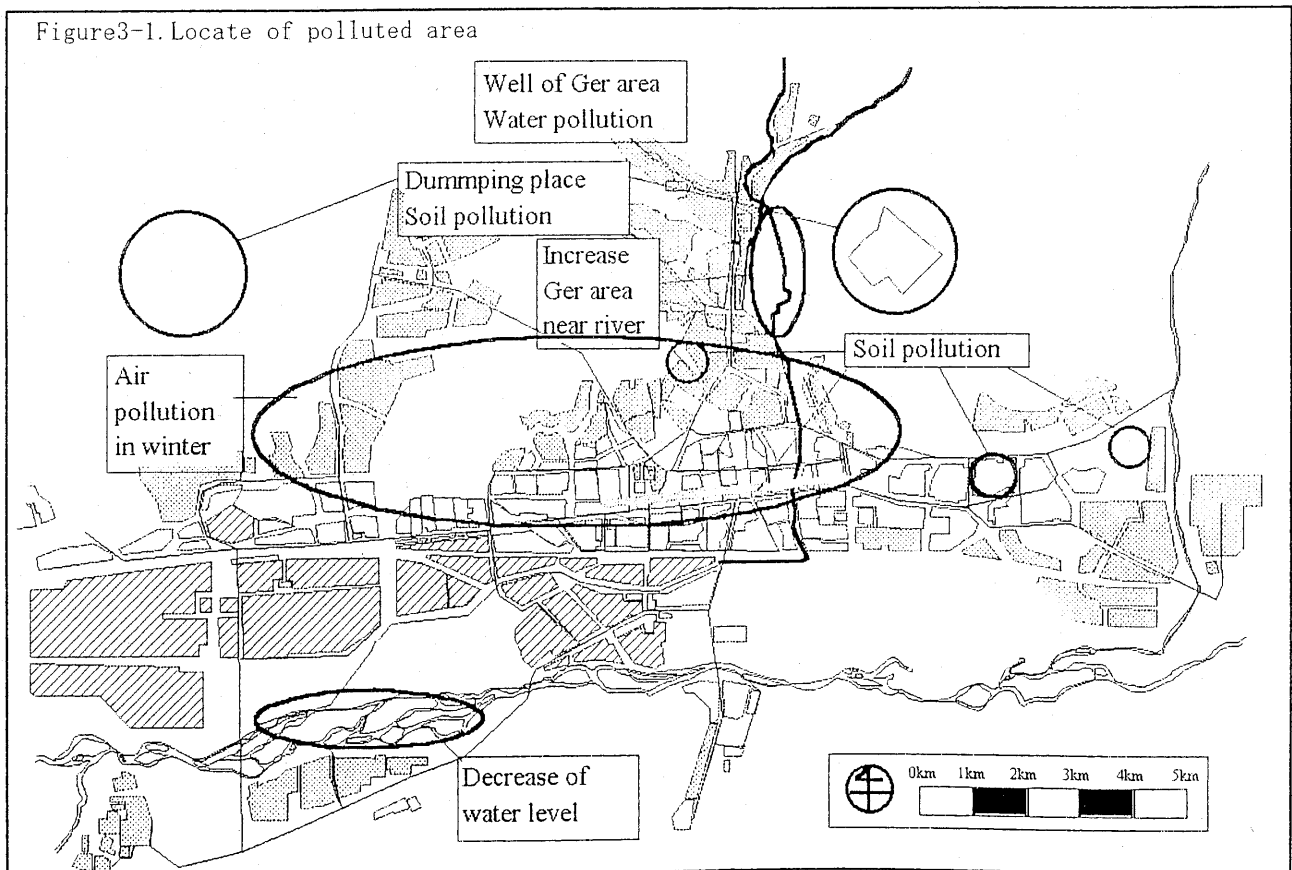 Figure3-1. Locate of polluted area
Well of Ger area
Water pollution
Dummping place
Soil pollution
Increase
Ger area
near river
Soil pollution
Air
pollution
in winter
Decrease of
water level
0km 1km 2km 3km 4km 5km